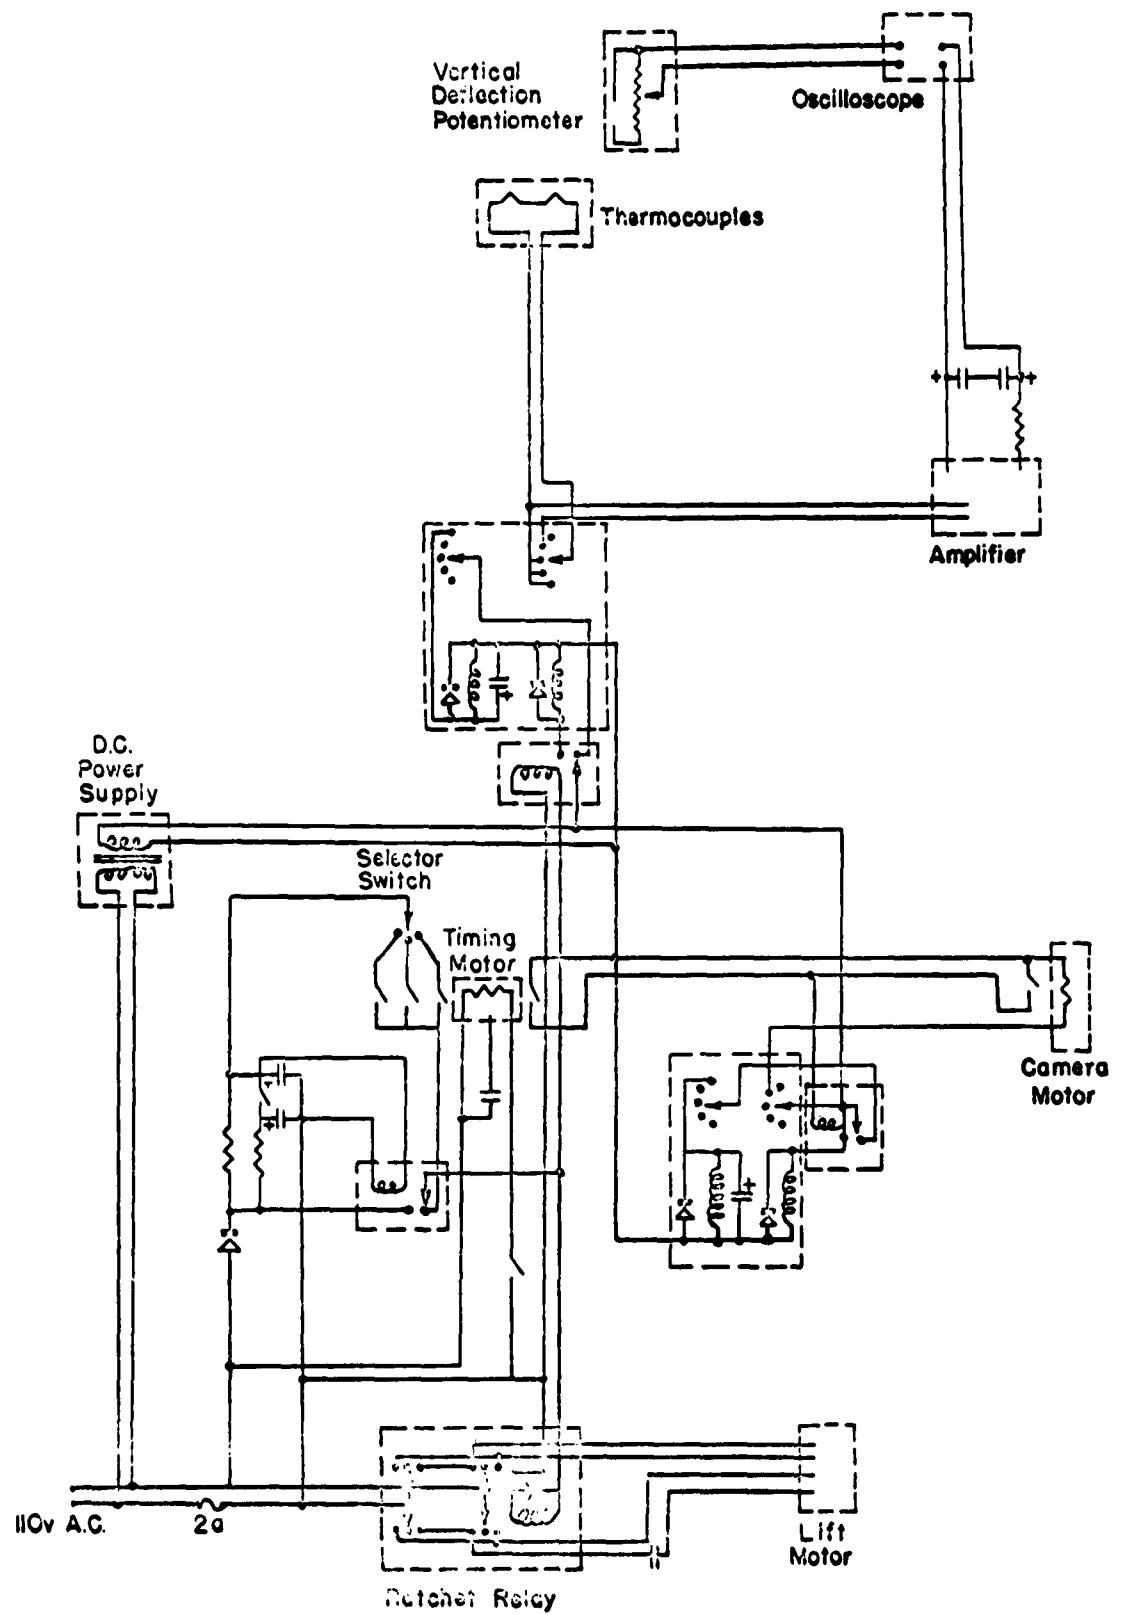 Vertical
Deflection
Potentiometer
Oscilloscope
Thermocouples
+
+
Amplifier
+
D.C.
Power
Supply
Selector
Switch
Timing
Motor
Camera
Motor
+
+
110v A.C.
2a
Lift
Motor
Ratchet Relay